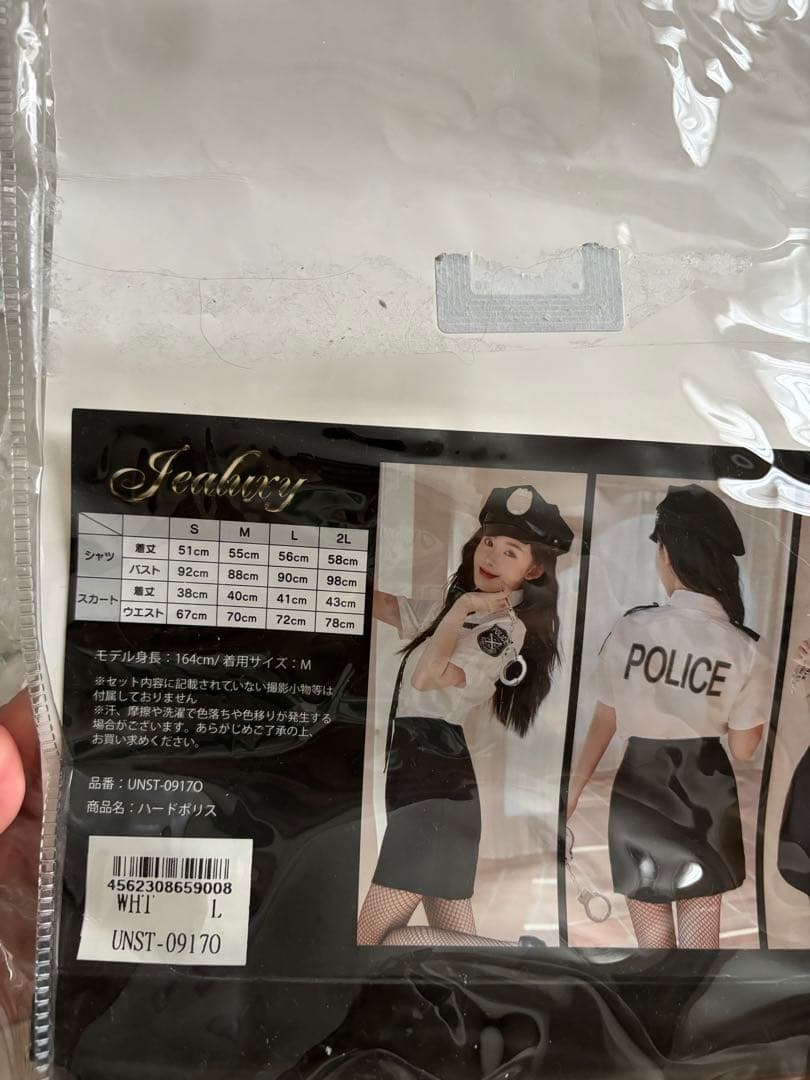 Jealuxy
S M L 2L
シャツ 着丈 51cm 55cm 56cm 58cm
バスト 92cm 88cm 90cm 98cm
スカート 着丈 38cm 40cm 41cm 43cm
ウエスト 67cm 70cm 72cm 78cm
モデル身長：164cm/ 着用サイズ：M
※セット内容に記載されていない撮影小物等は
付属しておりません
※汗、摩擦や洗濯で色落ちや色移りが発生する
場合がございます。あらかじめご了承の上、
お買い求めください。
品番：UNST-0917O
商品名：ハードポリス
4562308659008
WHT L
UNST-0917O
POLICE